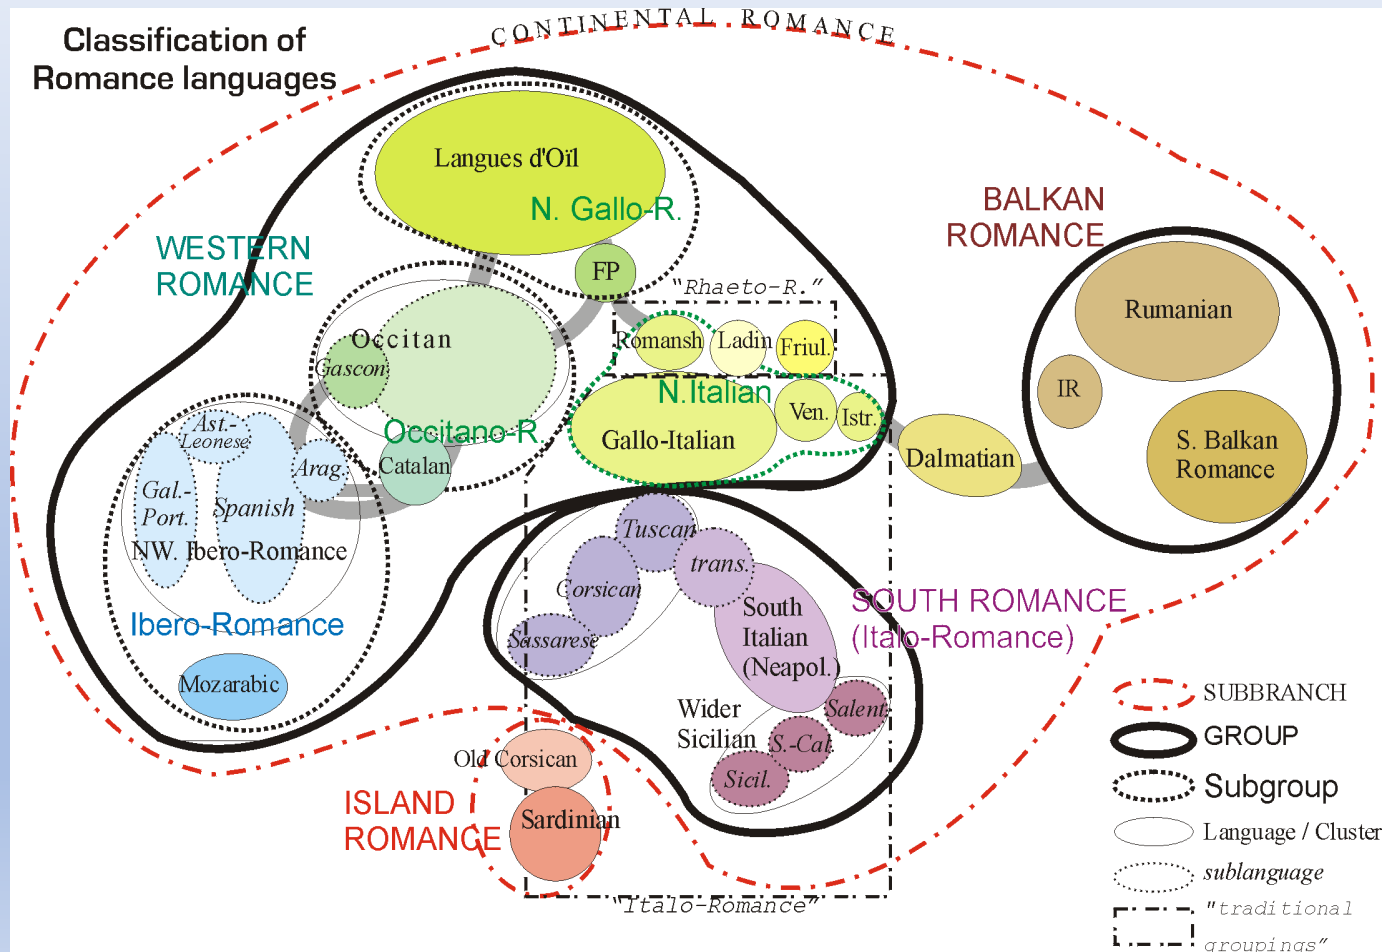 CONTINENTAL ROMANCE
Classification of
Romance languages
Langues d'Oïl
N. Gallo-R.
BALKAN
ROMANCE
WESTERN
ROMANCE
FP
"Rhaeto-R."
Rumanian
Occitan
Romansh
Ladin
Friul.
Gascon
IR
N.Italian
Ven.
Istr.
Ast.-
Leonese
Occitano-R.
Gallo-Italian
S. Balkan
Romance
Arag.
Catalan
Dalmatian
Gal.-
Port.
Spanish
NW. Ibero-Romance
Tuscan
trans.
Corsican
South
Italian
(Neapol.)
SOUTH ROMANCE
(Italo-Romance)
Ibero-Romance
Sassarese
Mozarabic
Wider
Sicilian
Salent.
S.-Cal.
Sicil.
Old Corsican
ISLAND
ROMANCE
Sardinian
"Italo-Romance"
SUBBRANCH
GROUP
Subgroup
Language / Cluster
sublanguage
"traditional
groupings"